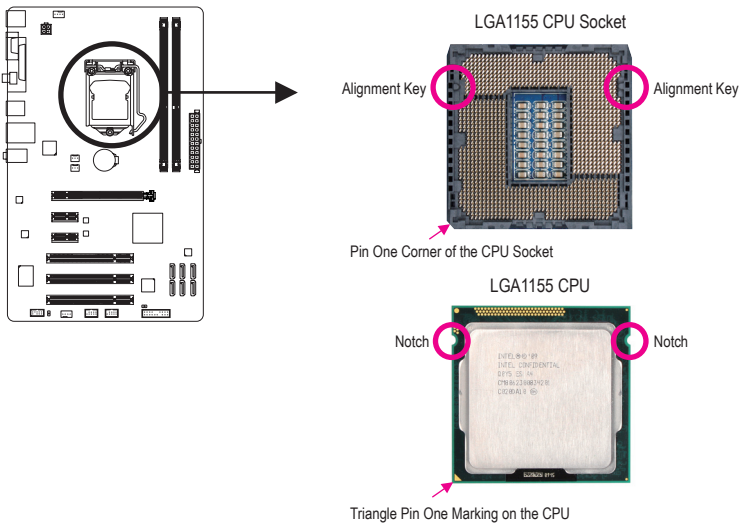 LGA1155 CPU Socket
Alignment Key
Alignment Key
Pin One Corner of the CPU Socket
LGA1155 CPU
Notch
Notch
INTEL CONFIDENTIAL
Triangle Pin One Marking on the CPU